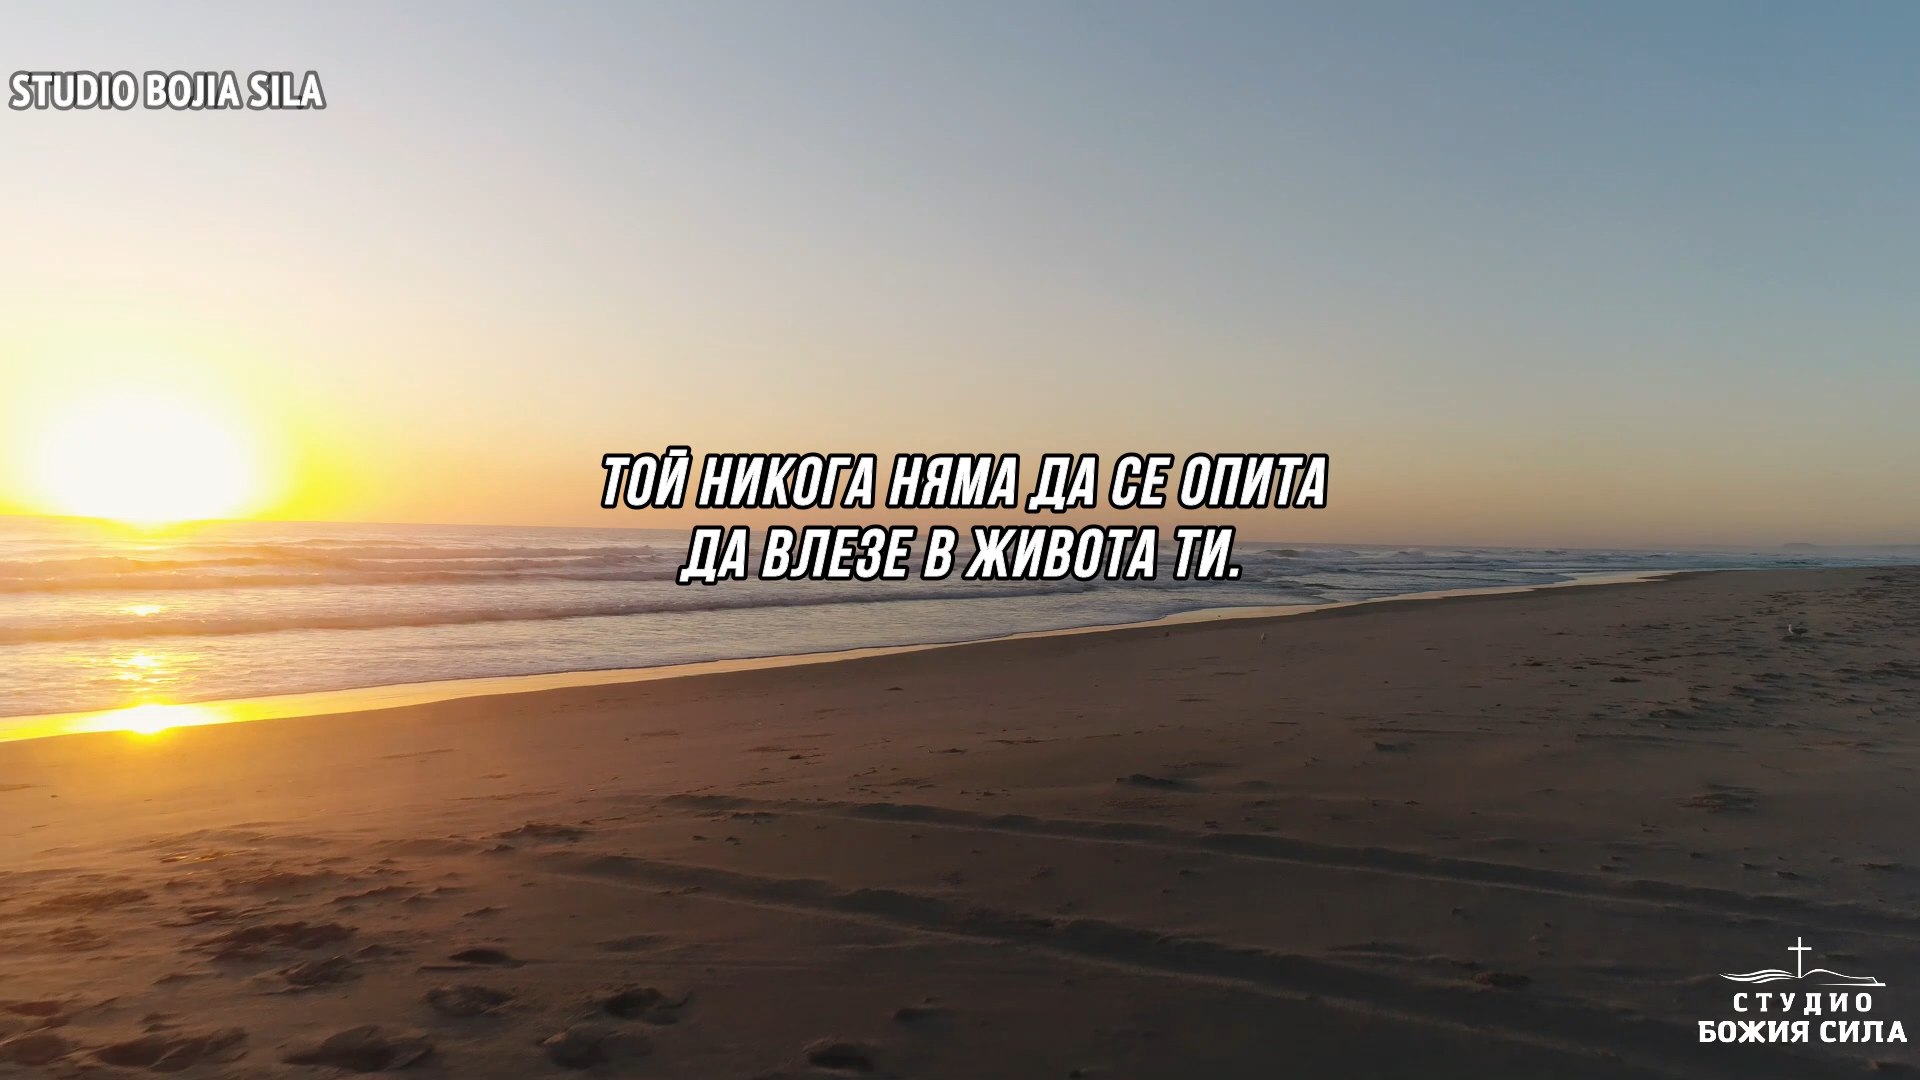 STUDIO BOJIA SILA
ТОЙ НИКОГА НЯМА ДА СЕ ОПИТА
ДА ВЛЕЗЕ В ЖИВОТА ТИ.
СТУДИО
БОЖИЯ СИЛА